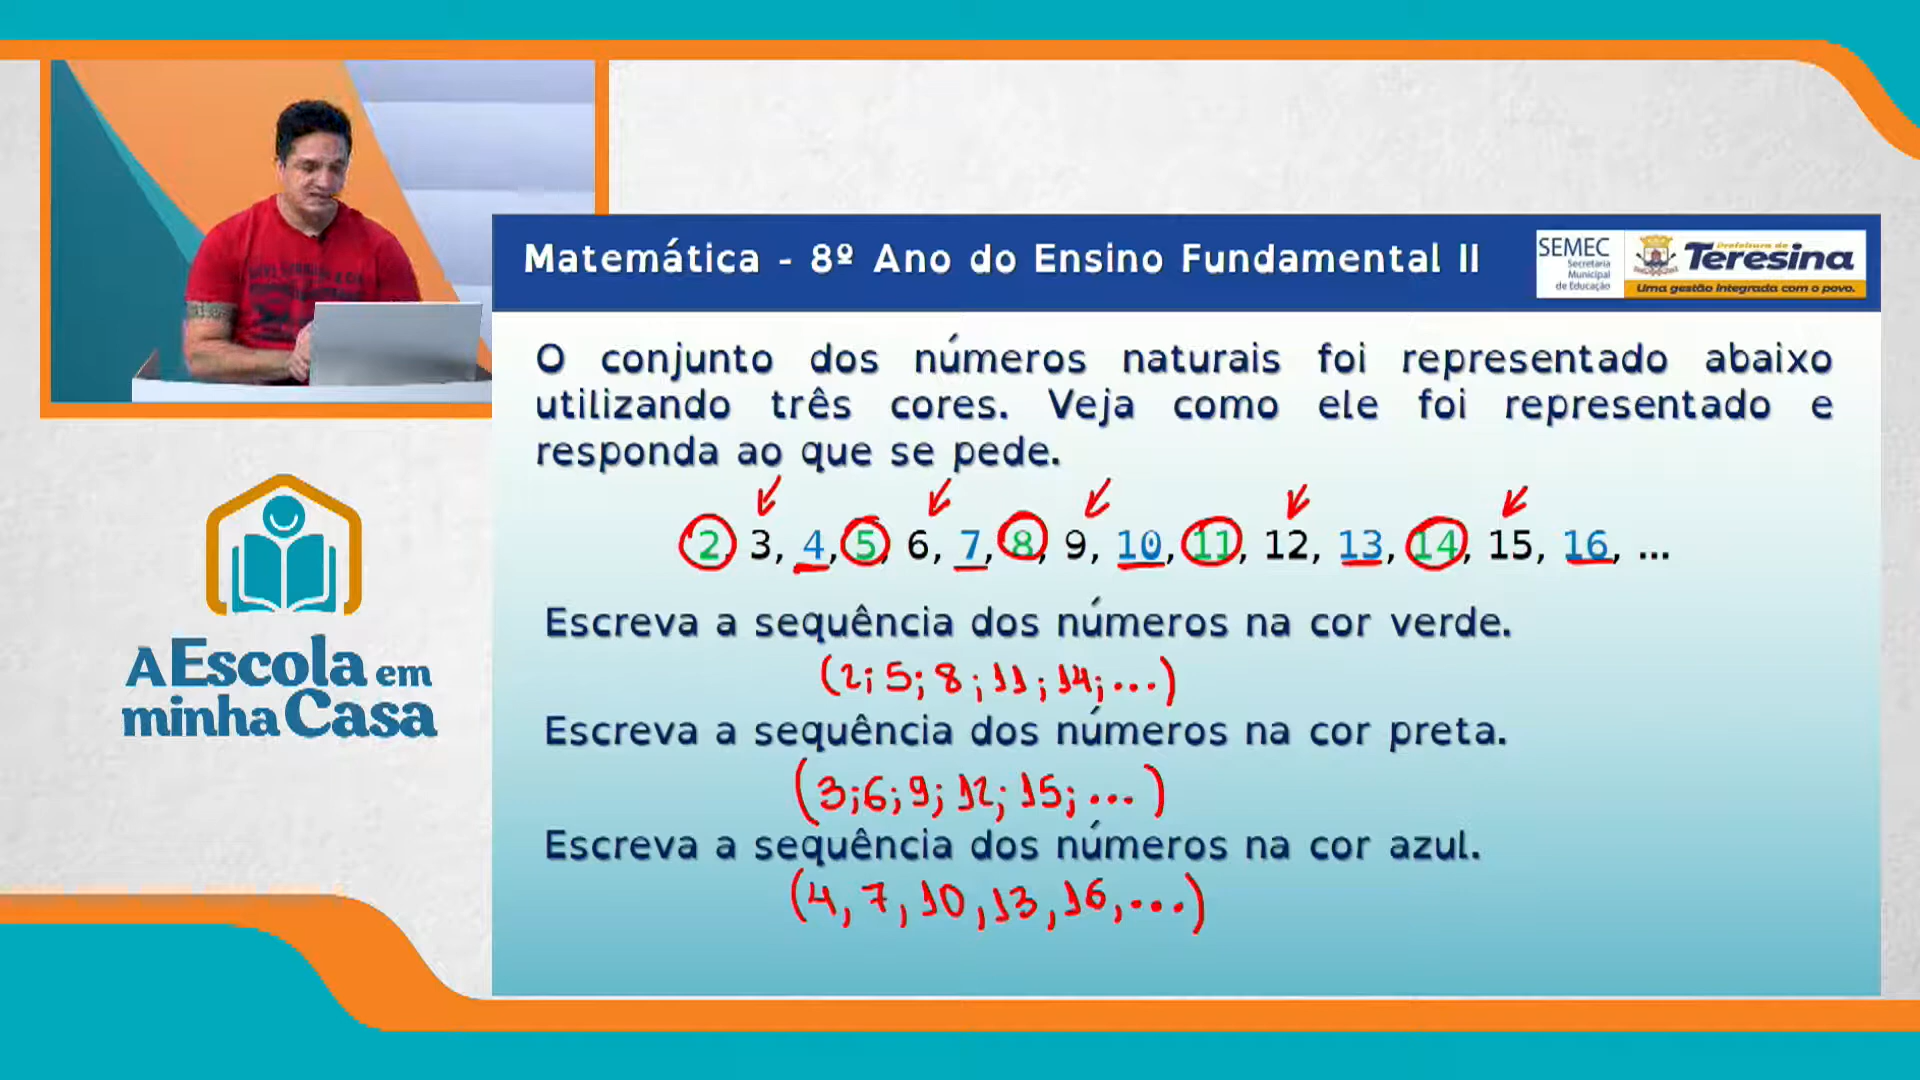 Matemática - 8º Ano do Ensino Fundamental II
SEMEC
Secretaria
Municipal
de Educação
Prefeitura de
Teresina
Uma gestão integrada com o povo.
O conjunto dos números naturais foi representado abaixo
utilizando três cores. Veja como ele foi representado e
responda ao que se pede.
2, 3, 4, 5, 6, 7, 8, 9, 10, 11, 12, 13, 14, 15, 16, ...
Escreva a sequência dos números na cor verde.
(2; 5; 8; 11; 14; ...)
Escreva a sequência dos números na cor preta.
(3; 6; 9; 12; 15; ...)
Escreva a sequência dos números na cor azul.
(4, 7, 10, 13, 16, ...)
A Escola em
minha Casa